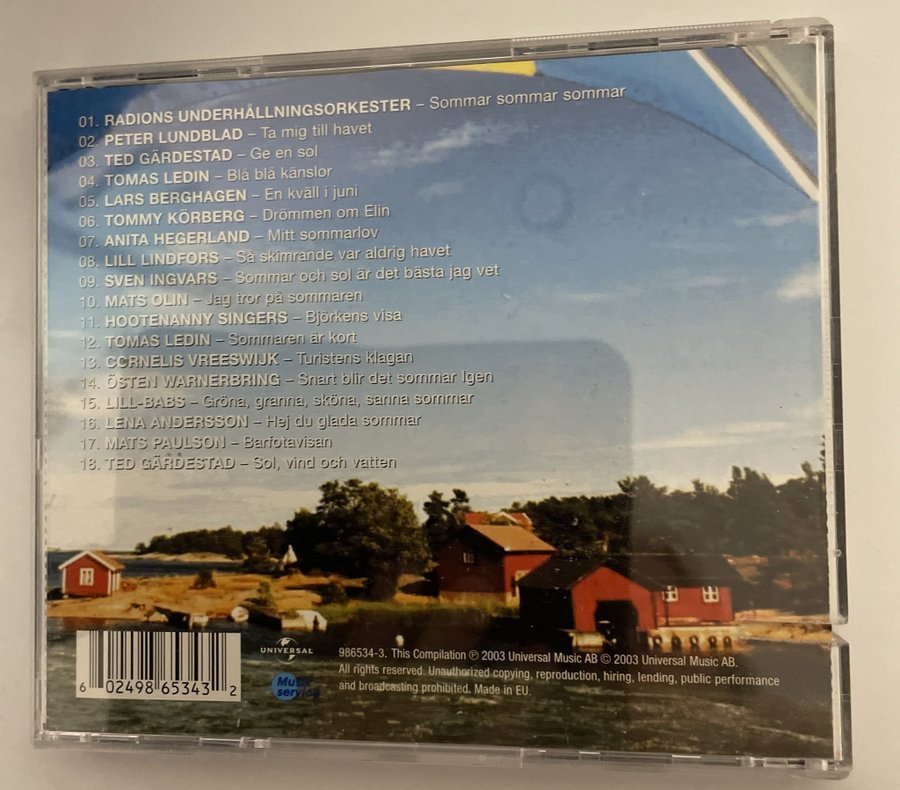 01. RADIONS UNDERHÅLLNINGSORKESTER – Sommar sommar sommar
02. PETER LUNDBLAD – Ta mig till havet
03. TED GÄRDESTAD – Ge en sol
04. TOMAS LEDIN – Blå blå känslor
05. LARS BERGHAGEN – En kväll i juni
06. TOMMY KÖRBERG – Drömmen om Elin
07. ANITA HEGERLAND – Mitt sommarlov
08. LILL LINDFORS – Så skimrande var aldrig havet
09. SVEN INGVARS – Sommar och sol är det bästa jag vet
10. MATS OLIN – Jag tror på sommaren
11. HOOTENANNY SINGERS – Björkens visa
12. TOMAS LEDIN – Sommaren är kort
13. CORNELIS VREESWIJK – Turistens klagan
14. ÖSTEN WARNERBRING – Snart blir det sommar Igen
15. LILL-BABS – Gröna, granna, sköna, sanna sommar
16. LENA ANDERSSON – Hej du glada sommar
17. MATS PAULSON – Barfotavisan
18. TED GÄRDESTAD – Sol, vind och vatten
6 02498 65343 2
UNIVERSAL
Musik service
986534-3. This Compilation ℗ 2003 Universal Music AB © 2003 Universal Music AB.
All rights reserved. Unauthorized copying, reproduction, hiring, lending, public performance
and broadcasting prohibited. Made in EU.